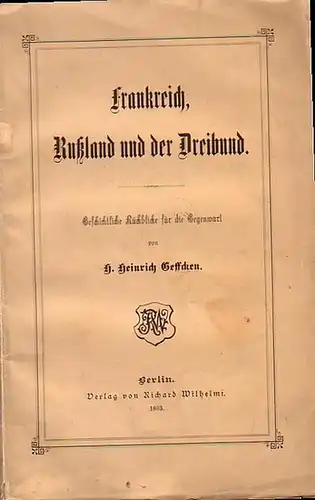 Frankreich,
Rußland und der Dreibund.
Geschichtliche Rückblicke für die Gegenwart
von
H. Heinrich Geffcken.
Berlin.
Verlag von Richard Wilhelmi.
1893.